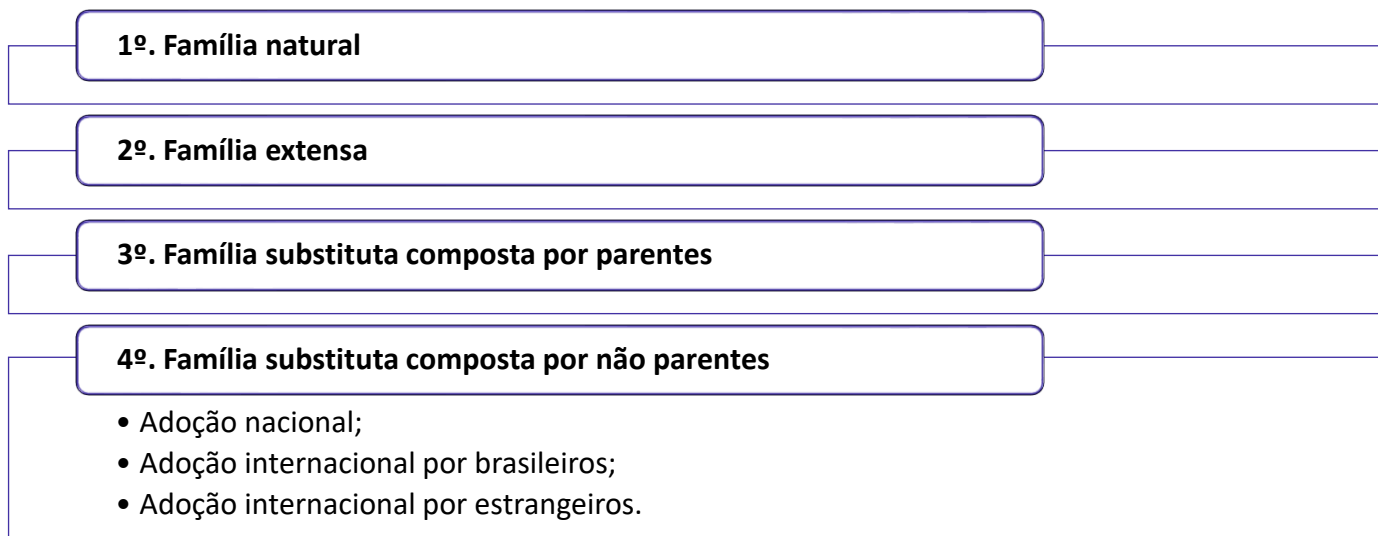 1º. Família natural
2º. Família extensa
3º. Família substituta composta por parentes
4º. Família substituta composta por não parentes
• Adoção nacional;
• Adoção internacional por brasileiros;
• Adoção internacional por estrangeiros.